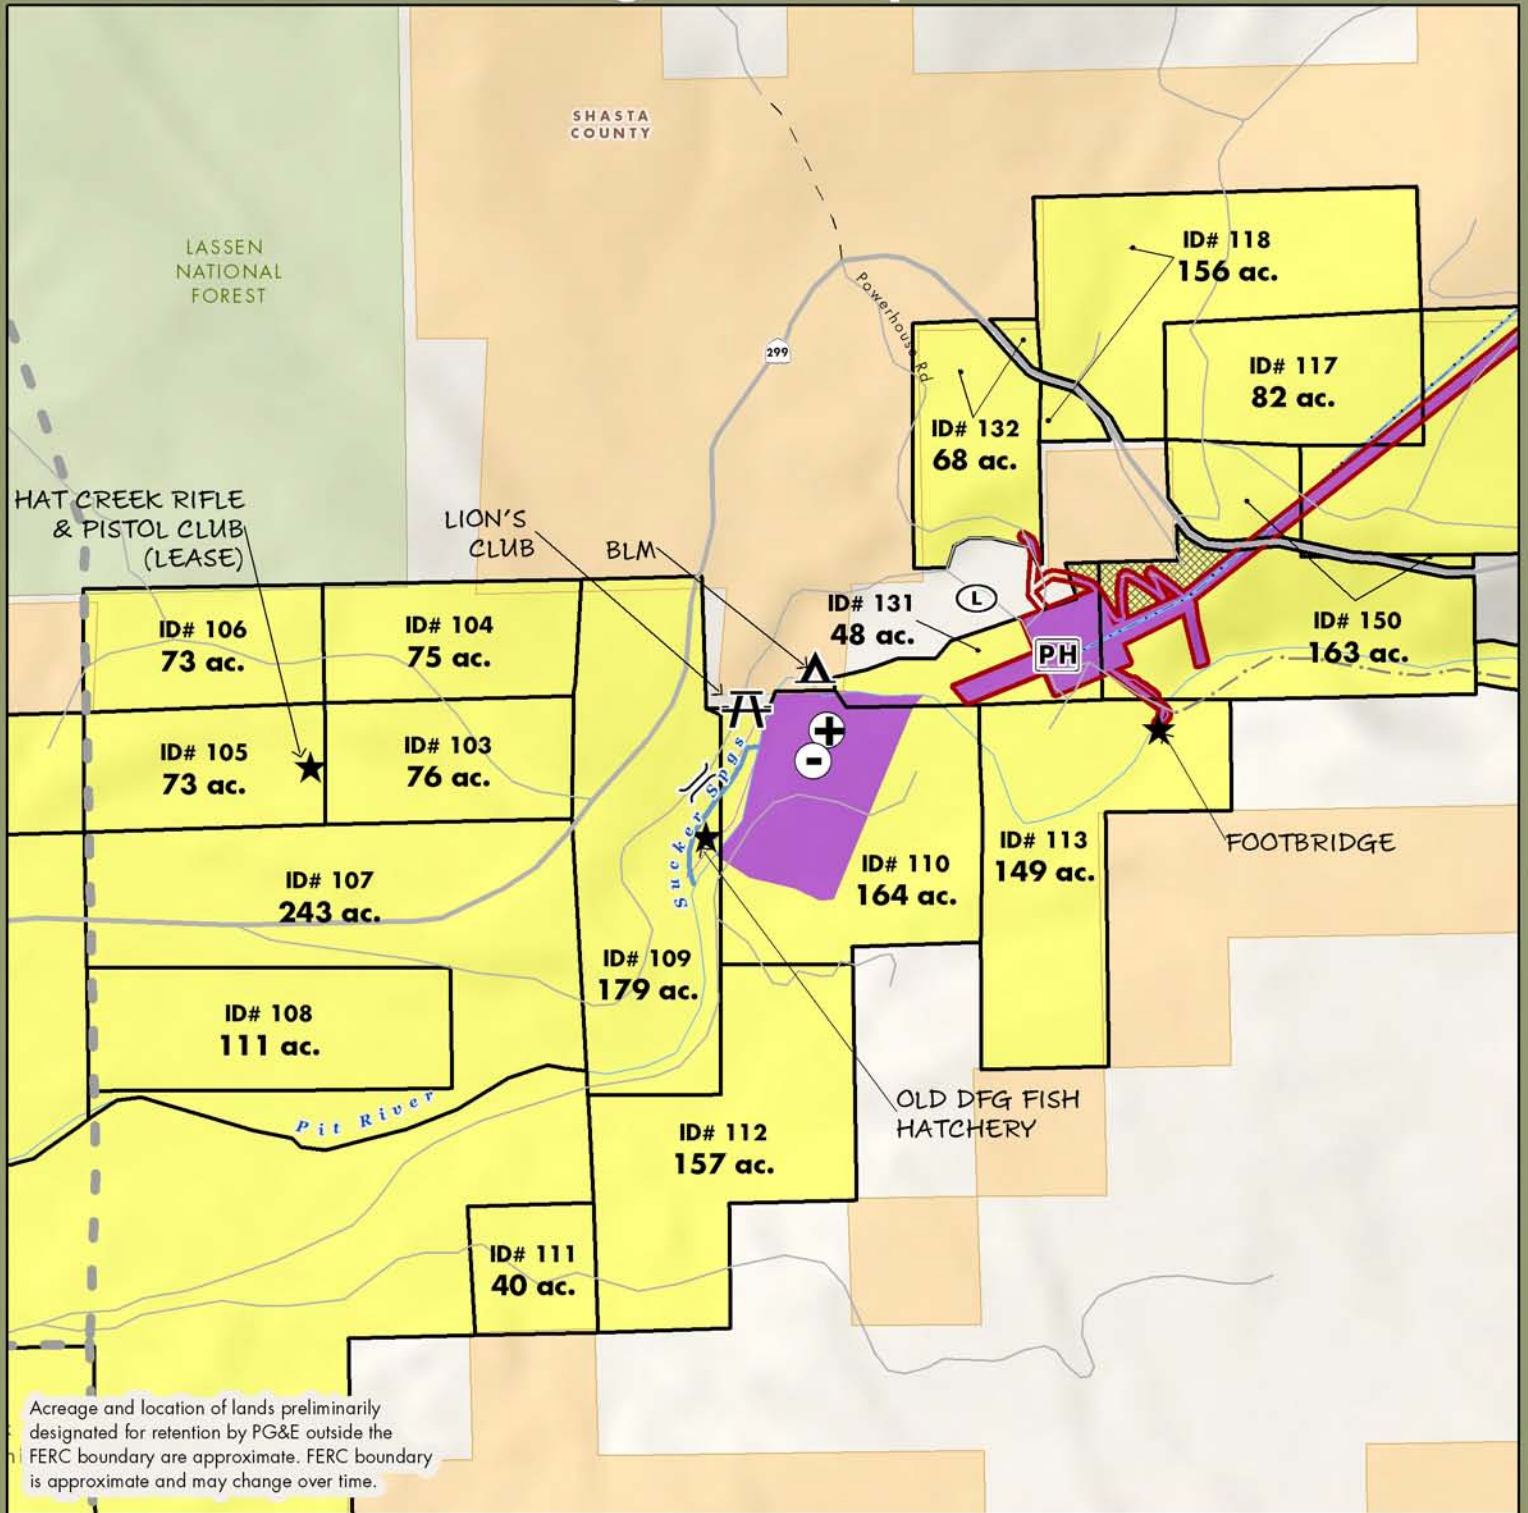 SHASTA
COUNTY
LASSEN
NATIONAL
FOREST
ID# 118
156 ac.
Powerhouse Rd
299
ID# 117
82 ac.
ID# 132
68 ac.
HAT CREEK RIFLE
& PISTOL CLUB
(LEASE)
LION'S
CLUB
BLM
ID# 131
48 ac.
L
ID# 106
73 ac.
ID# 104
75 ac.
PH
ID# 150
163 ac.
ID# 105
73 ac.
ID# 103
76 ac.
+
-
Sucker Spgs
FOOTBRIDGE
ID# 113
149 ac.
ID# 110
164 ac.
ID# 107
243 ac.
ID# 109
179 ac.
ID# 108
111 ac.
Pit River
OLD DFG FISH
HATCHERY
ID# 112
157 ac.
ID# 111
40 ac.
Acreage and location of lands preliminarily
designated for retention by PG&E outside the
FERC boundary are approximate. FERC boundary
is approximate and may change over time.